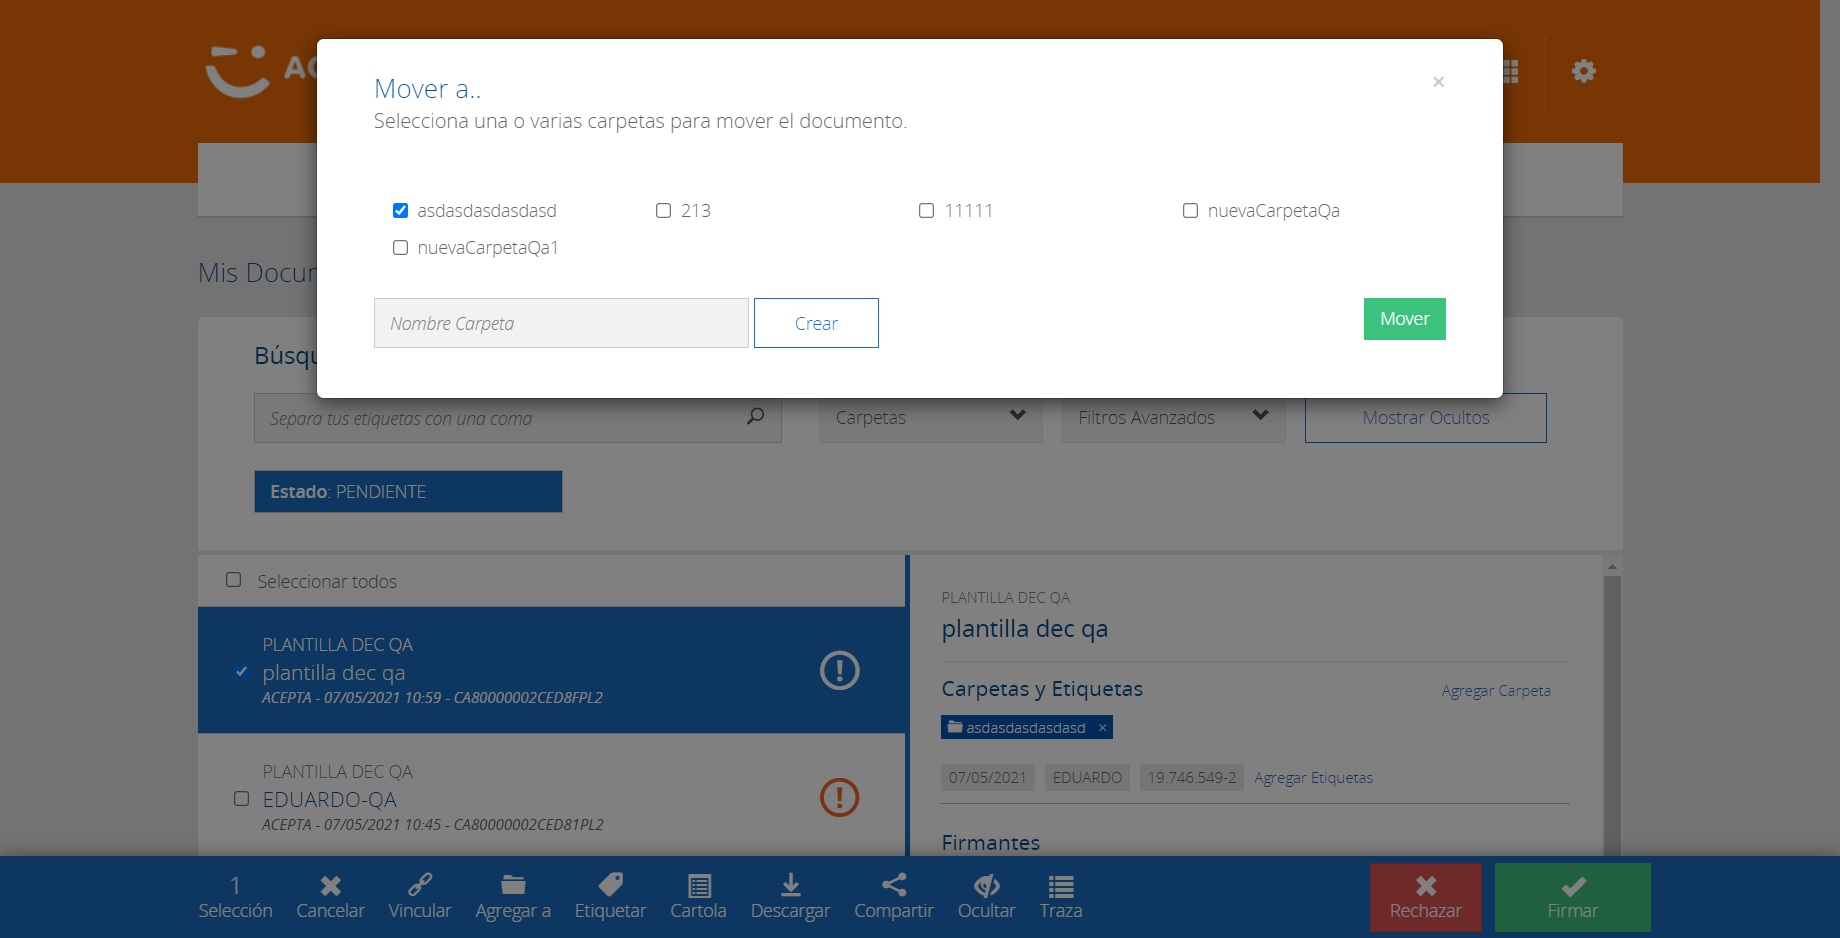 AC
Mover a..
×
Selecciona una o varias carpetas para mover el documento.
asdasdasdasdasd
213
11111
nuevaCarpetaQa
nuevaCarpetaQa1
Nombre Carpeta
Crear
Mover
Mis Docum
Búsqu
Separa tus etiquetas con una coma
Carpetas
Filtros Avanzados
Mostrar Ocultos
Estado: PENDIENTE
Seleccionar todos
PLANTILLA DEC QA
plantilla dec qa
ACEPTA - 07/05/2021 10:59 - CA80000002CED8FPL2
PLANTILLA DEC QA
EDUARDO-QA
ACEPTA - 07/05/2021 10:45 - CA80000002CED81PL2
PLANTILLA DEC QA
plantilla dec qa
Carpetas y Etiquetas
Agregar Carpeta
asdasdasdasdasd ×
07/05/2021 EDUARDO 19.746.549-2 Agregar Etiquetas
Firmantes
1
Selección
Cancelar
Vincular
Agregar a
Etiquetar
Cartola
Descargar
Compartir
Ocultar
Traza
Rechazar
Firmar